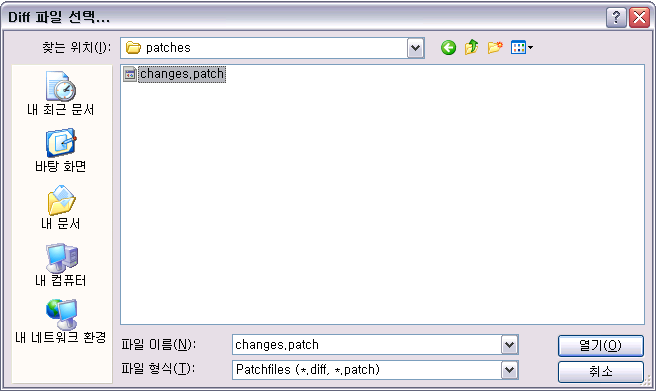 Diff 파일 선택...
찾는 위치(I):
patches
changes.patch
내 최근 문서
바탕 화면
내 문서
내 컴퓨터
내 네트워크 환경
파일 이름(N):
changes.patch
열기(O)
파일 형식(T):
Patchfiles (*.diff, *.patch)
취소